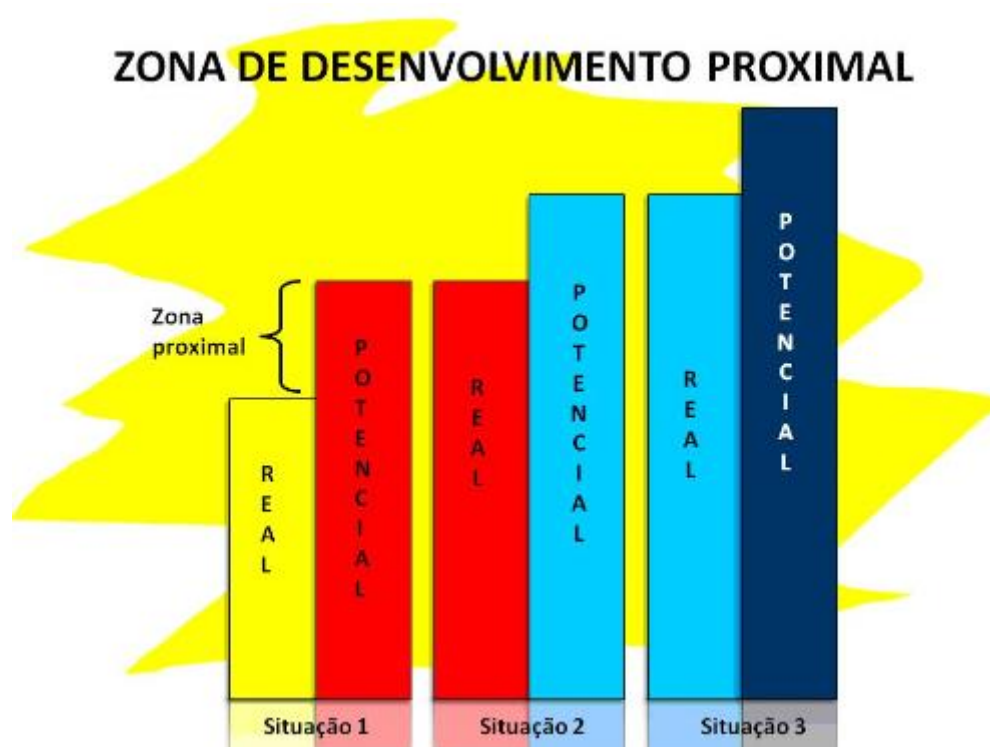 ZONA DE DESENVOLVIMENTO PROXIMAL
Zona
proximal
REAL
POTENCIAL
REAL
POTENCIAL
REAL
POTENCIAL
Situação 1
Situação 2
Situação 3